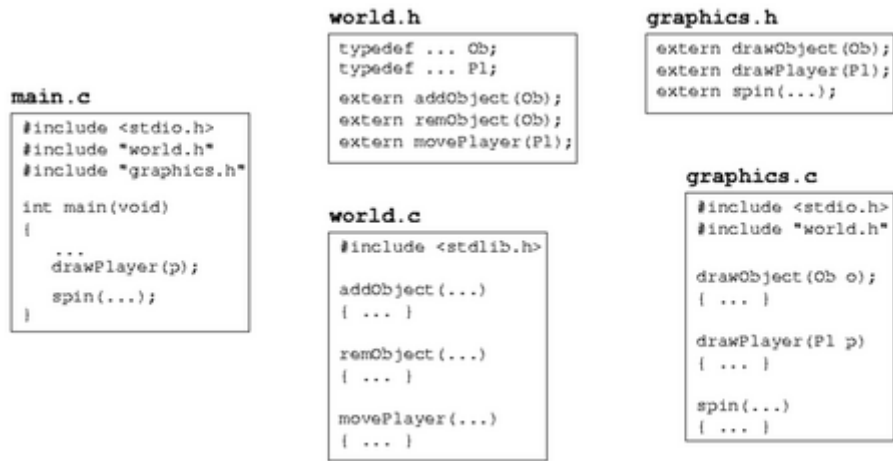 main.c
#include <stdio.h>
#include "world.h"
#include "graphics.h"
int main(void)
{
...
drawPlayer(p);
spin(...);
}
world.h
typedef ... Ob;
typedef ... Pl;
extern addObject(Ob);
extern remObject(Ob);
extern movePlayer(Pl);
world.c
#include <stdlib.h>
addObject(...)
{ ... }
remObject(...)
{ ... }
movePlayer(...)
{ ... }
graphics.h
extern drawObject(Ob);
extern drawPlayer(Pl);
extern spin(...);
graphics.c
#include <stdio.h>
#include "world.h"
drawObject(Ob o);
{ ... }
drawPlayer(Pl p)
{ ... }
spin(...)
{ ... }